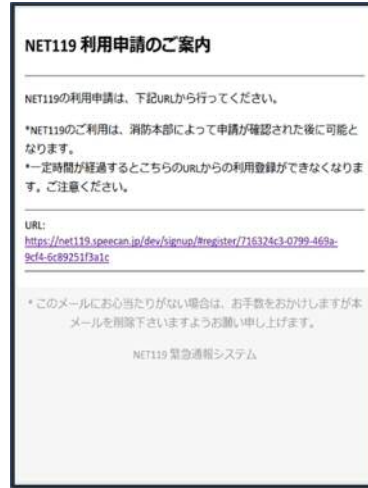 NET119 利用申請のご案内
NET119の利用申請は、下記URLから行ってください。
*NET119のご利用は、消防本部によって申請が確認された後に可能と
なります。
*一定時間が経過するとこちらのURLからの利用登録ができなくなりま
す。ご注意ください。
URL:
https://net119.speecan.jp/dev/signup/#register/716324c3-0799-469a-
9cf4-6c89251f3a1c
* このメールにお心当たりがない場合は、お手数をおかけしますが本
メールを削除下さいますようお願い申し上げます。
NET119 緊急通報システム